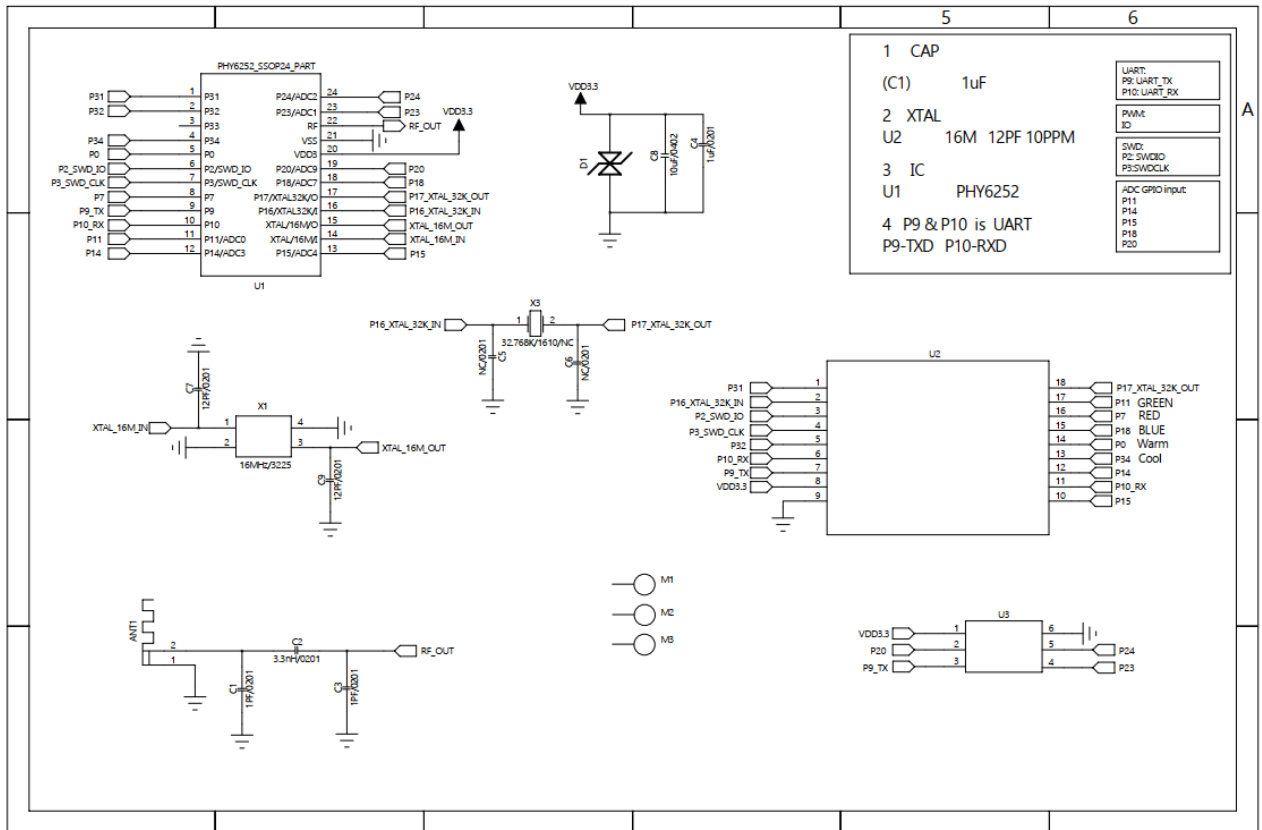 5
6
A
1 CAP
(C1) 1uF
2 XTAL
U2 16M 12PF 10PPM
3 IC
U1 PHY6252
4 P9 & P10 is UART
P9-TXD P10-RXD
UART:
P9: UART_TX
P10: UART_RX
PWM:
IO
SWD:
P2: SWDIO
P3:SWDCLK
ADC GPIO input:
P11
P14
P15
P18
P20
PHY6252_SSOP24_PART
P31 1 P31 P24/ADC2 24 P24
P32 2 P32 P23/ADC1 23 P23
3 P33 RF 22 RF_OUT
P34 4 P34 VSS 21
P0 5 P0 VDD3 20
P2_SWD_IO 6 P2/SWD_IO P20/ADC9 19 P20
P3_SWD_CLK 7 P3/SWD_CLK P18/ADC7 18 P18
P7 8 P7 P17/XTAL32K/O 17 P17_XTAL_32K_OUT
P9_TX 9 P9 P16/XTAL32K/I 16 P16_XTAL_32K_IN
P10_RX 10 P10 XTAL/16M/O 15 XTAL_16M_OUT
P11 11 P11/ADC0 XTAL/16M/I 14 XTAL_16M_IN
P14 12 P14/ADC3 P15/ADC4 13 P15
U1
VDD3.3
VDD3.3
D1
C8
10uF/0402
C4
1uF/0201
X3
P16_XTAL_32K_IN 1 2 P17_XTAL_32K_OUT
32.768K/1610/NC
NC/0201
C5
C6
NC/0201
C7
12PF/0201
X1
XTAL_16M_IN 1 4
2 3 XTAL_16M_OUT
16MHz/3225
C9
12PF/0201
U2
P31 1 18 P17_XTAL_32K_OUT
P16_XTAL_32K_IN 2 17 P11 GREEN
P2_SWD_IO 3 16 P7 RED
P3_SWD_CLK 4 15 P18 BLUE
P32 5 14 P0 Warm
P10_RX 6 13 P34 Cool
P9_TX 7 12 P14
VDD3.3 8 11 P10_RX
9 10 P15
M1
M2
M3
ANT1
2
1
C2
3.3nH/0201
RF_OUT
C1
1PF/0201
C3
1PF/0201
U3
VDD3.3 1 6
P20 2 5 P24
P9_TX 3 4 P23